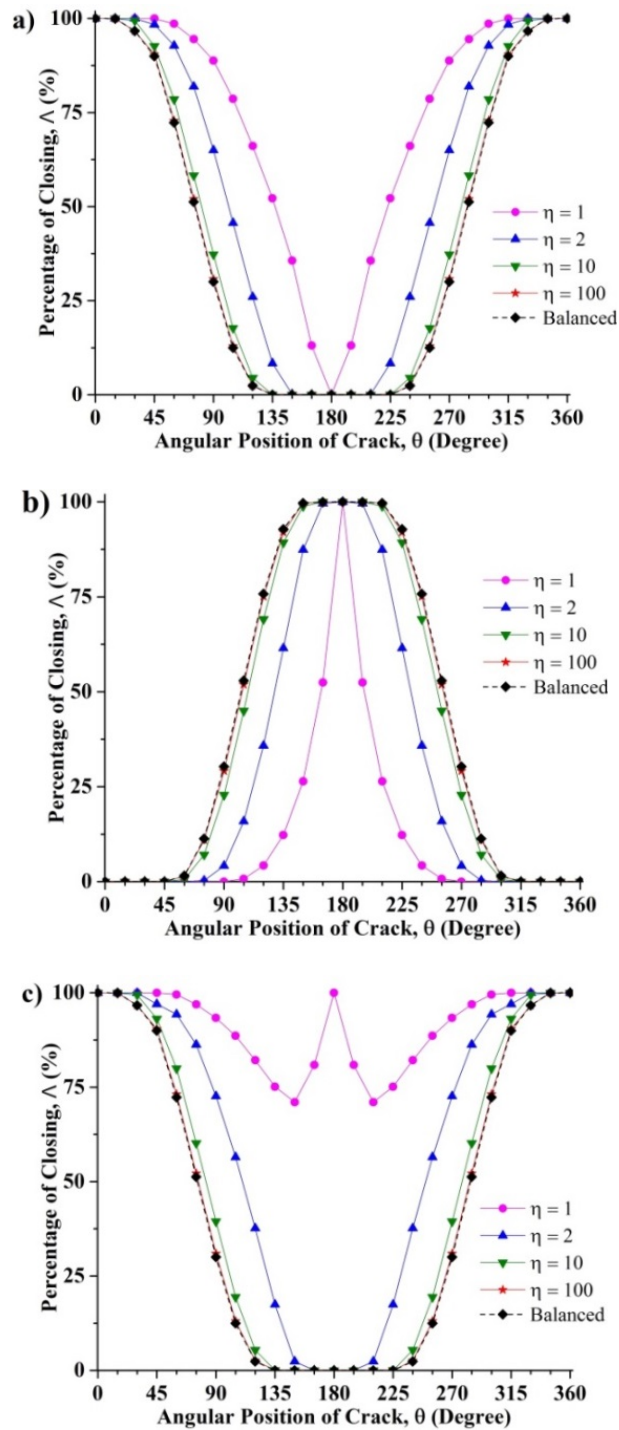 a)
100
75
50
25
0
Percentage of Closing, Λ (%)
η = 1
η = 2
η = 10
η = 100
Balanced
0 45 90 135 180 225 270 315 360
Angular Position of Crack, θ (Degree)
b)
100
75
50
25
0
Percentage of Closing, Λ (%)
η = 1
η = 2
η = 10
η = 100
Balanced
0 45 90 135 180 225 270 315 360
Angular Position of Crack, θ (Degree)
c)
100
75
50
25
0
Percentage of Closing, Λ (%)
η = 1
η = 2
η = 10
η = 100
Balanced
0 45 90 135 180 225 270 315 360
Angular Position of Crack, θ (Degree)